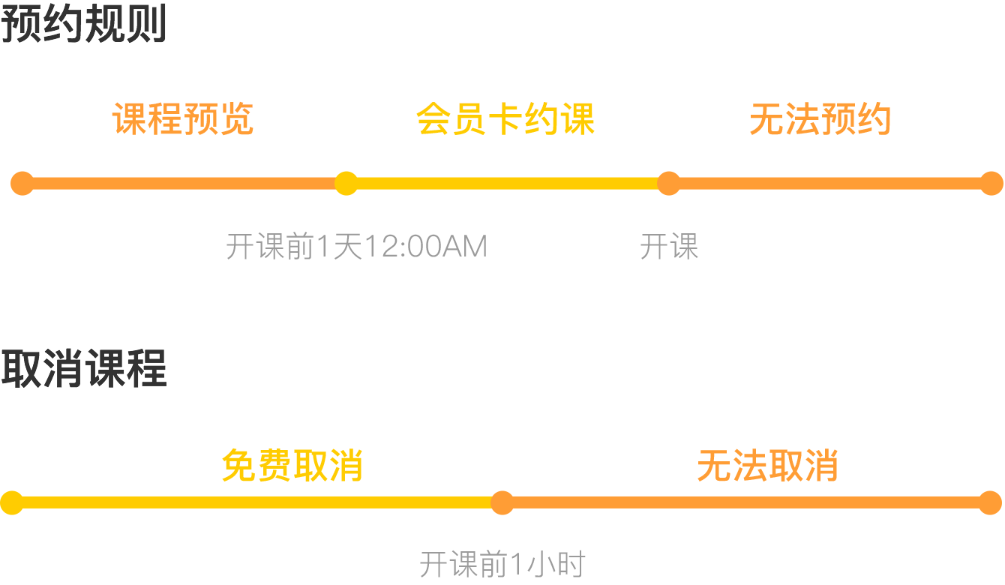 预约规则
课程预览 会员卡约课 无法预约
开课前1天12:00AM 开课
取消课程
免费取消 无法取消
开课前1小时